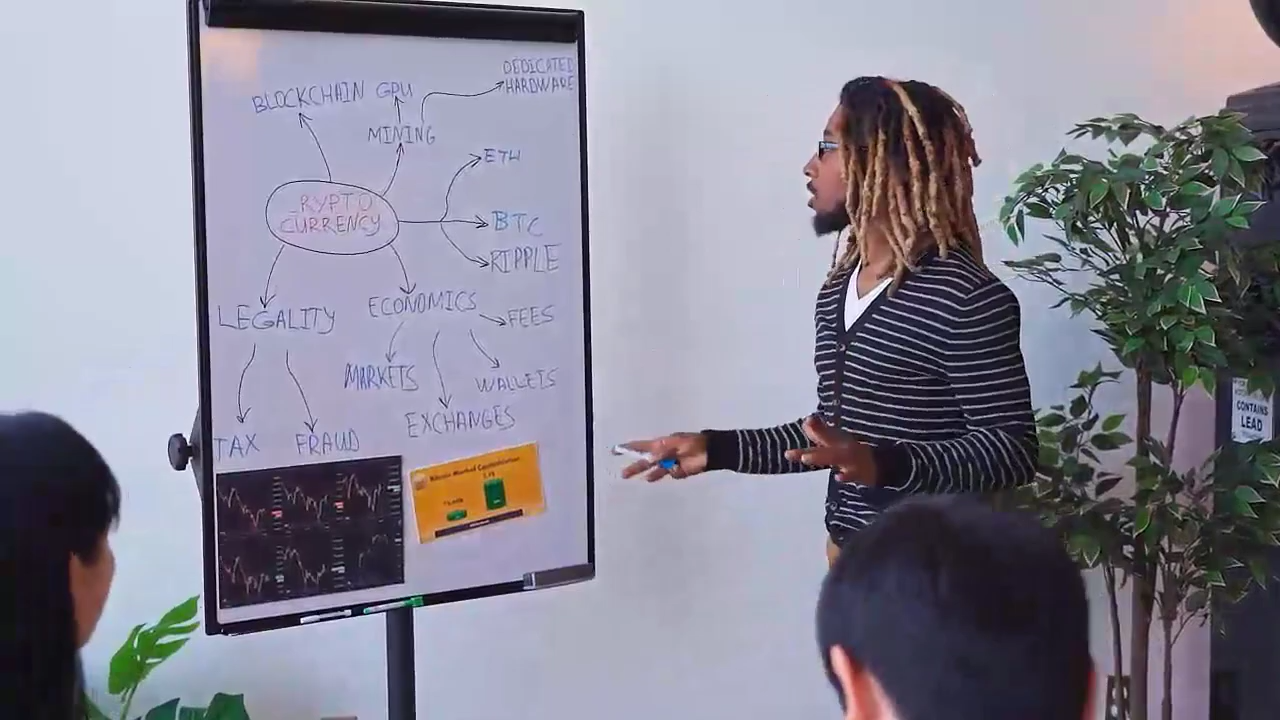 DEDICATED
HARDWARE
BLOCKCHAIN GPU
MINING
ETH
RYPTO
CURRENCY
BTC
RIPPLE
LEGALITY
ECONOMICS
FEES
MARKETS
WALLETS
EXCHANGES
TAX
FRAUD
Bitcoin Market Capitalization
CONTAINS
LEAD